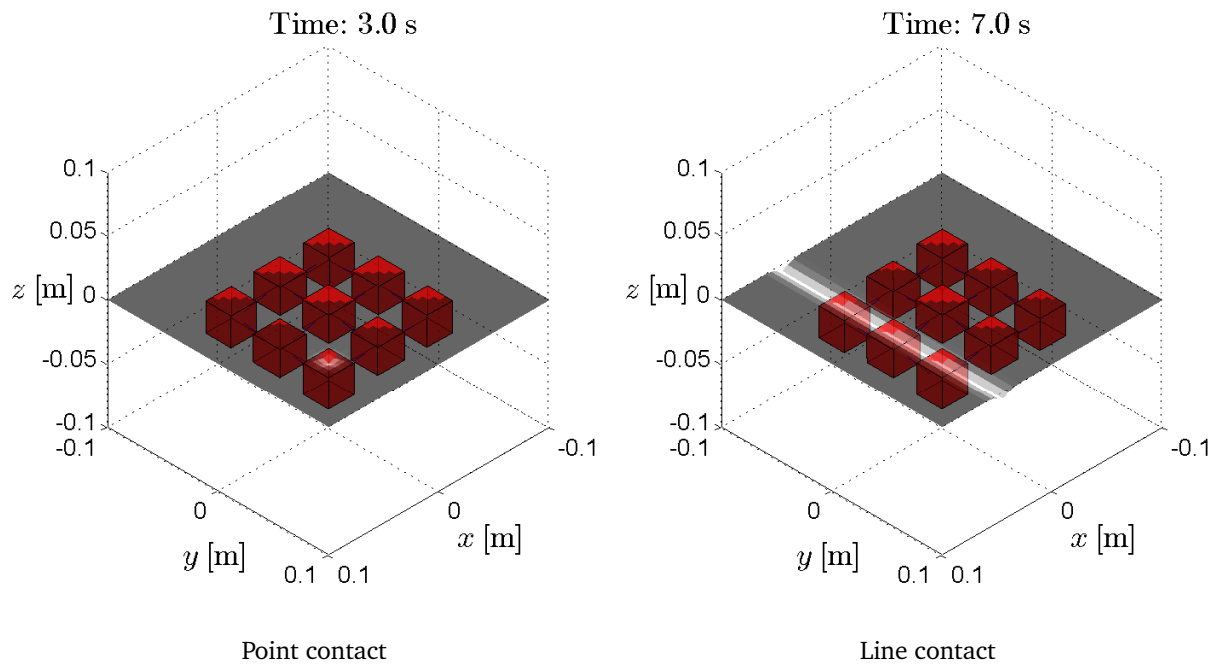 Time: 3.0 s
0.1
0.05
z [m] 0
-0.05
-0.1
-0.1
0
y [m]
0.1
0.1
0
x [m]
-0.1
Point contact
Time: 7.0 s
0.1
0.05
z [m] 0
-0.05
-0.1
-0.1
0
y [m]
0.1
0.1
0
x [m]
-0.1
Line contact